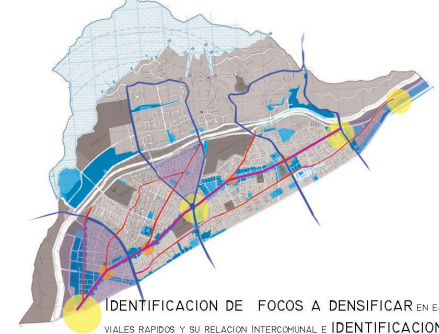 IDENTIFICACION DE FOCOS A DENSIFICAR EN E
VIALES RAPIDOS Y SU RELACION INTERCOMUNAL E IDENTIFICACION